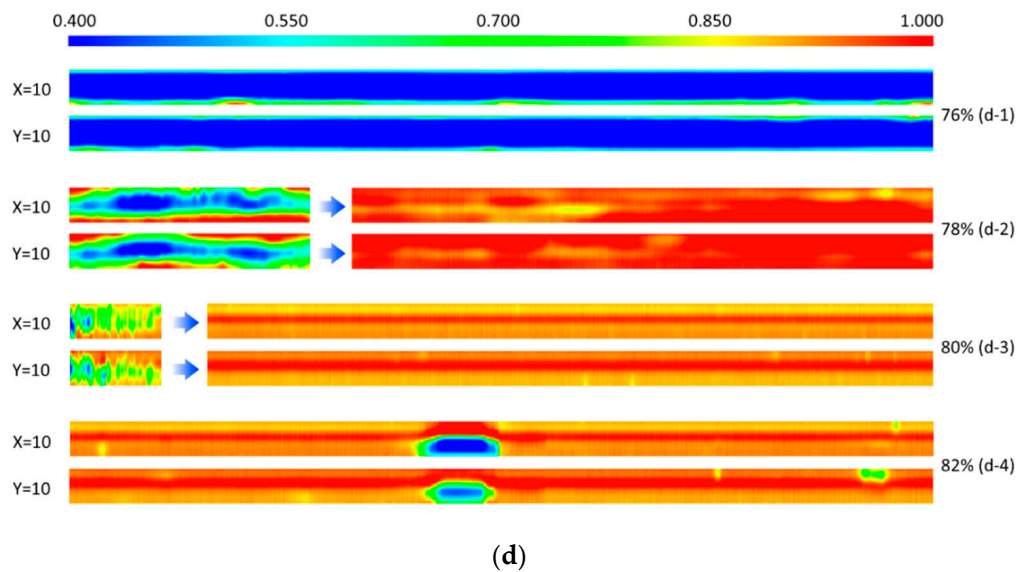 0.400 0.550 0.700 0.850 1.000
X=10
76% (d-1)
Y=10
X=10
78% (d-2)
Y=10
X=10
80% (d-3)
Y=10
X=10
82% (d-4)
Y=10
(d)